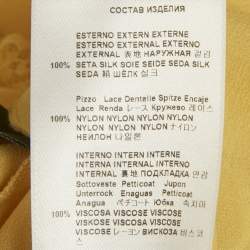 СОСТАВ ИЗДЕЛИЯ
ESTERNO EXTERN EXTERNE
ESTERNO EXTERNAL EXTERNO
EXTERNAL 表地 НАРУЖНАЯ 겉감
100% SETA SILK SOIE SEIDE SEDA SILK
SEDA 絹 ШЁЛК 실크
Pizzo Lace Dentelle Spitze Encaje
Lace Renda レース Кружево 레이스
100% NYLON NYLON NYLON NYLON
NYLON NYLON NYLON ナイロン
НЕЙЛОН 나일론
INTERNO INTERN INTERNE
INTERNO INTERNAL INTERNO
INTERNAL 裏地 ПОДКЛАДКА 안감
Sottoveste Petticoat Jupon
Unterrock Enaguas Petticoat
Anagua ペチコート Юбка 속치마
100% VISCOSA VISCOSE VISCOSE
VISKOSE VISCOSA VISCOSE
VISCOSE レーヨン ВИСКОЗА 비스코
스